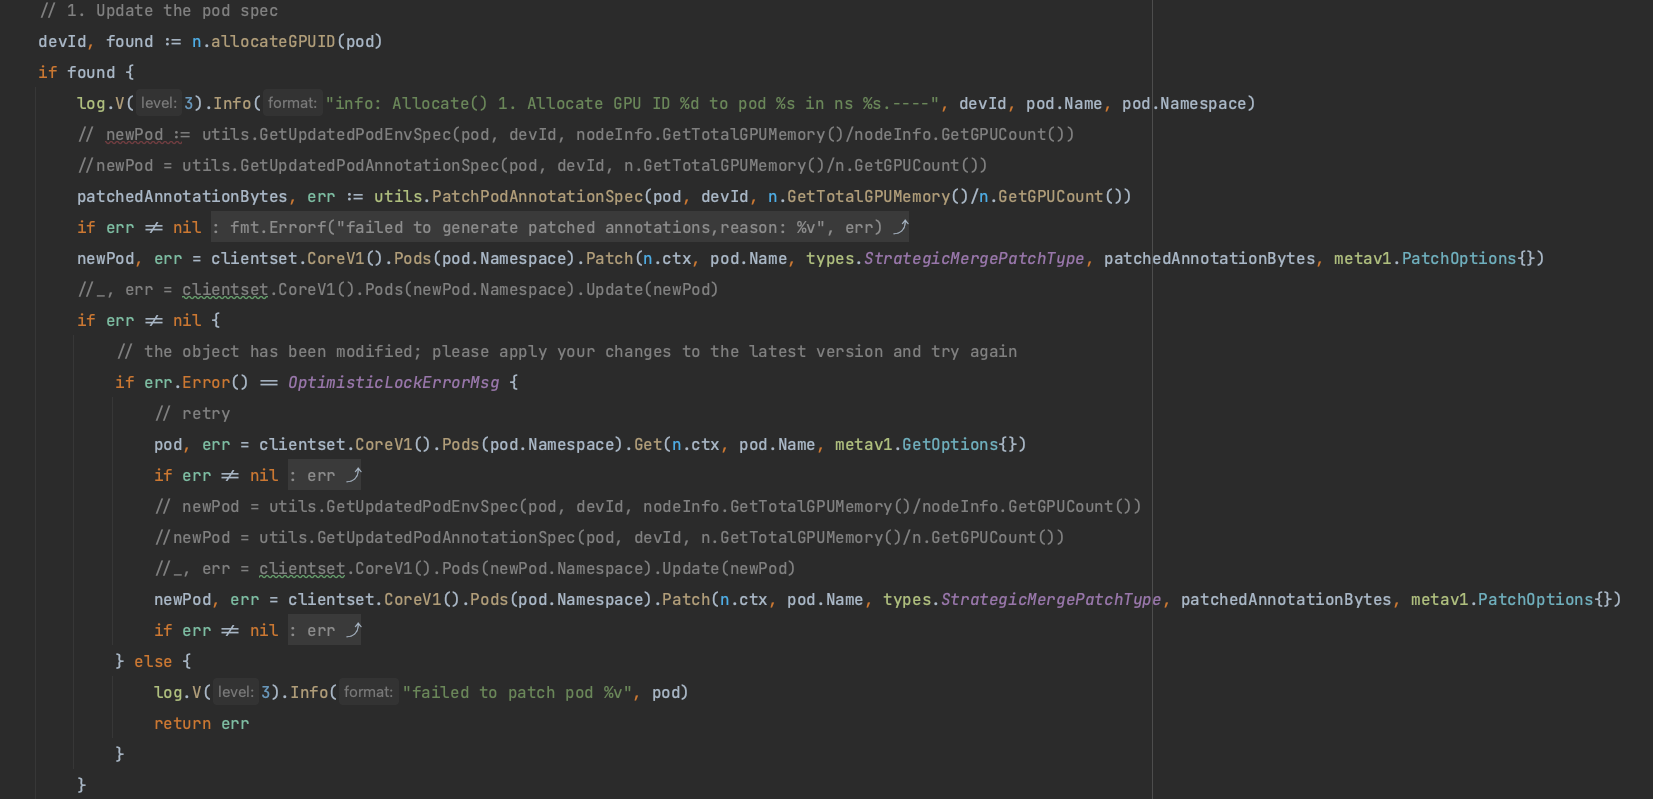 // 1. Update the pod spec
devId, found := n.allocateGPUID(pod)
if found {
log.V( level: 3).Info( format: "info: Allocate() 1. Allocate GPU ID %d to pod %s in ns %s.----", devId, pod.Name, pod.Namespace)
// newPod := utils.GetUpdatedPodEnvSpec(pod, devId, nodeInfo.GetTotalGPUMemory()/nodeInfo.GetGPUCount())
//newPod = utils.GetUpdatedPodAnnotationSpec(pod, devId, n.GetTotalGPUMemory()/n.GetGPUCount())
patchedAnnotationBytes, err := utils.PatchPodAnnotationSpec(pod, devId, n.GetTotalGPUMemory()/n.GetGPUCount())
if err != nil : fmt.Errorf("failed to generate patched annotations,reason: %v", err) ⤴
newPod, err = clientset.CoreV1().Pods(pod.Namespace).Patch(n.ctx, pod.Name, types.StrategicMergePatchType, patchedAnnotationBytes, metav1.PatchOptions{})
//_, err = clientset.CoreV1().Pods(newPod.Namespace).Update(newPod)
if err != nil {
// the object has been modified; please apply your changes to the latest version and try again
if err.Error() == OptimisticLockErrorMsg {
// retry
pod, err = clientset.CoreV1().Pods(pod.Namespace).Get(n.ctx, pod.Name, metav1.GetOptions{})
if err != nil : err ⤴
// newPod = utils.GetUpdatedPodEnvSpec(pod, devId, nodeInfo.GetTotalGPUMemory()/nodeInfo.GetGPUCount())
//newPod = utils.GetUpdatedPodAnnotationSpec(pod, devId, n.GetTotalGPUMemory()/n.GetGPUCount())
//_, err = clientset.CoreV1().Pods(newPod.Namespace).Update(newPod)
newPod, err = clientset.CoreV1().Pods(pod.Namespace).Patch(n.ctx, pod.Name, types.StrategicMergePatchType, patchedAnnotationBytes, metav1.PatchOptions{})
if err != nil : err ⤴
} else {
log.V( level: 3).Info( format: "failed to patch pod %v", pod)
return err
}
}